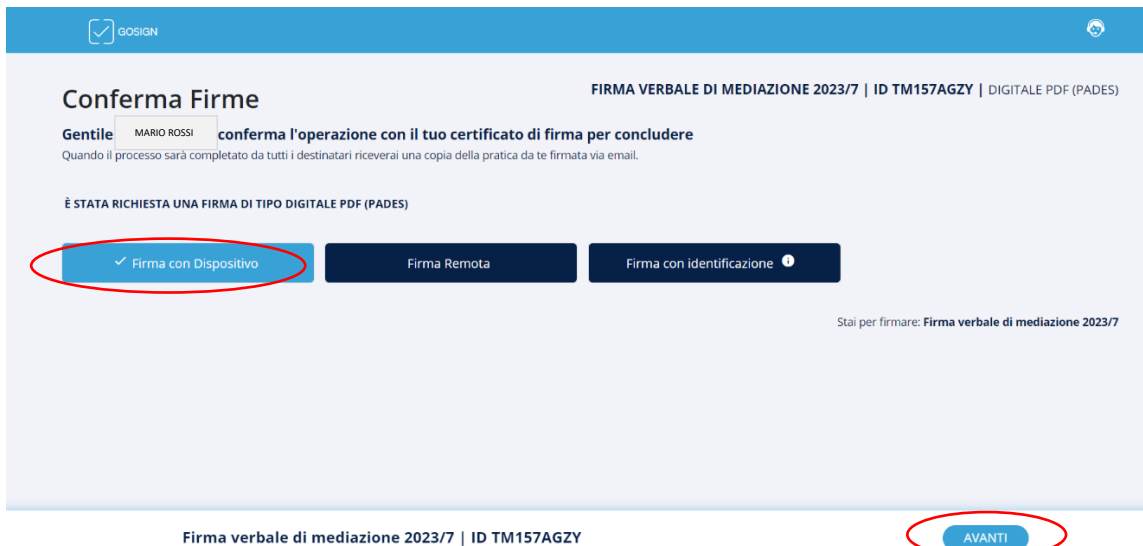 GOSIGN
Conferma Firme
FIRMA VERBALE DI MEDIAZIONE 2023/7 | ID TM157AGZY | DIGITALE PDF (PADES)
Gentile MARIO ROSSI conferma l'operazione con il tuo certificato di firma per concludere
Quando il processo sarà completato da tutti i destinatari riceverai una copia della pratica da te firmata via email.
È STATA RICHIESTA UNA FIRMA DI TIPO DIGITALE PDF (PADES)
Firma con Dispositivo Firma Remota Firma con identificazione
Stai per firmare: Firma verbale di mediazione 2023/7
Firma verbale di mediazione 2023/7 | ID TM157AGZY AVANTI